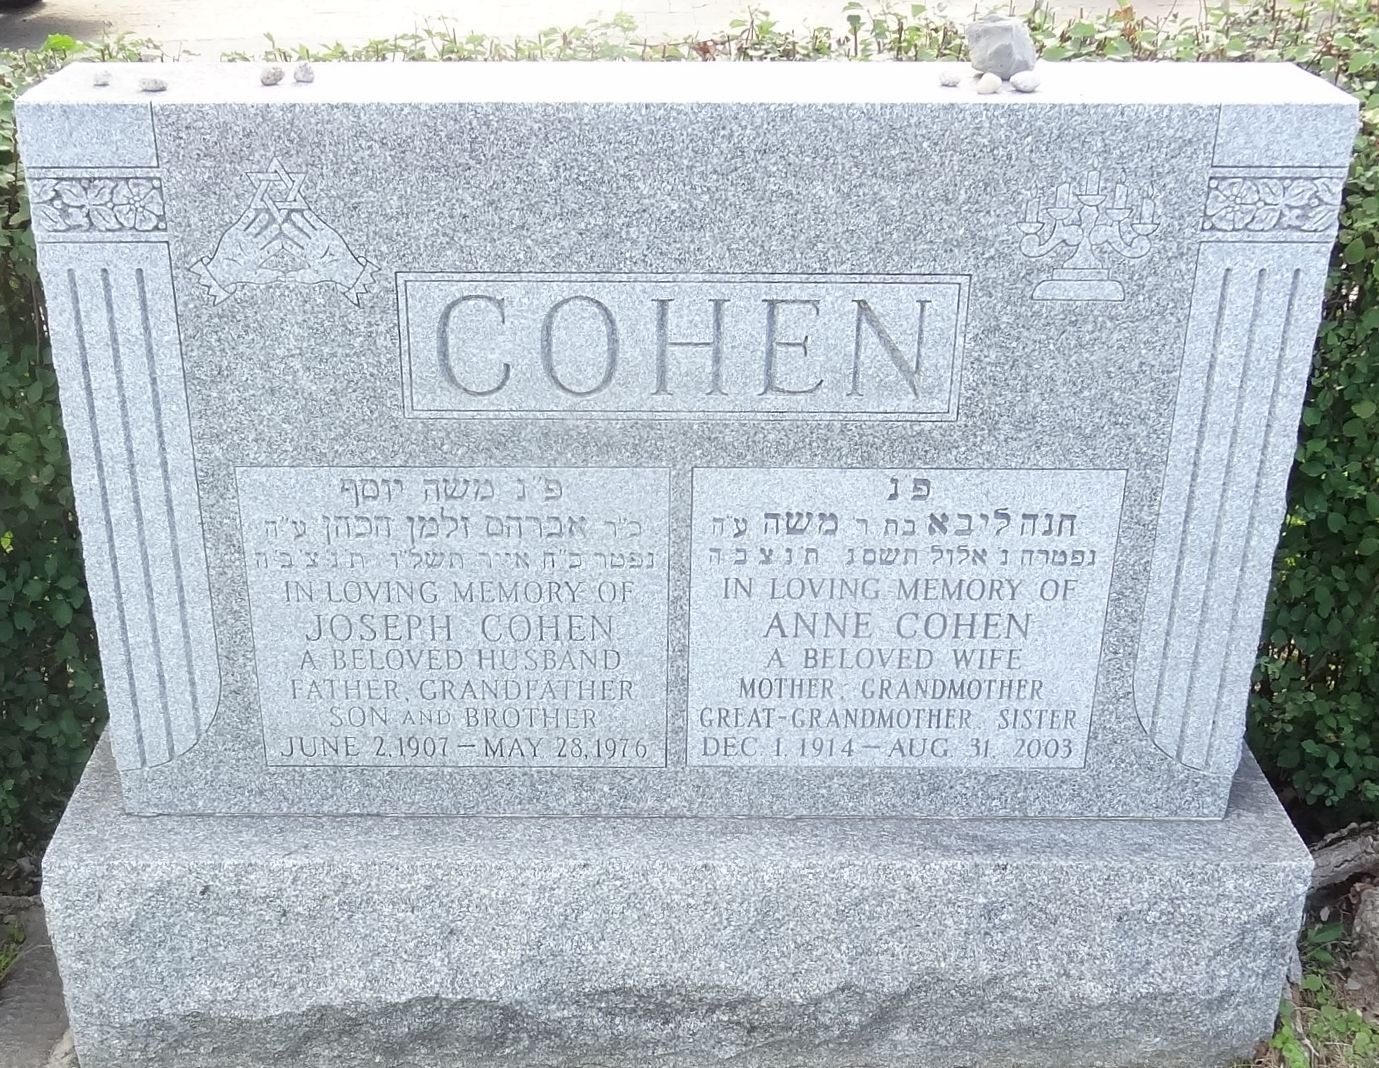 COHEN
פ״נ משה יוסף
ב״ר אברהם זלמן הכהן ע״ה
נפטר כ״ח אייר תשל״ו ת׳נ׳צ׳ב׳ה׳
IN LOVING MEMORY OF
JOSEPH COHEN
A BELOVED HUSBAND
FATHER, GRANDFATHER
SON AND BROTHER
JUNE 2, 1907 – MAY 28, 1976
פ נ
חנה ליבא בת ר׳ משה ע״ה
נפטרה ג אלול תשסג ת׳ נ׳ צ׳ ב׳ ה׳
IN LOVING MEMORY OF
ANNE COHEN
A BELOVED WIFE
MOTHER, GRANDMOTHER
GREAT-GRANDMOTHER, SISTER
DEC. 1, 1914 – AUG. 31, 2003